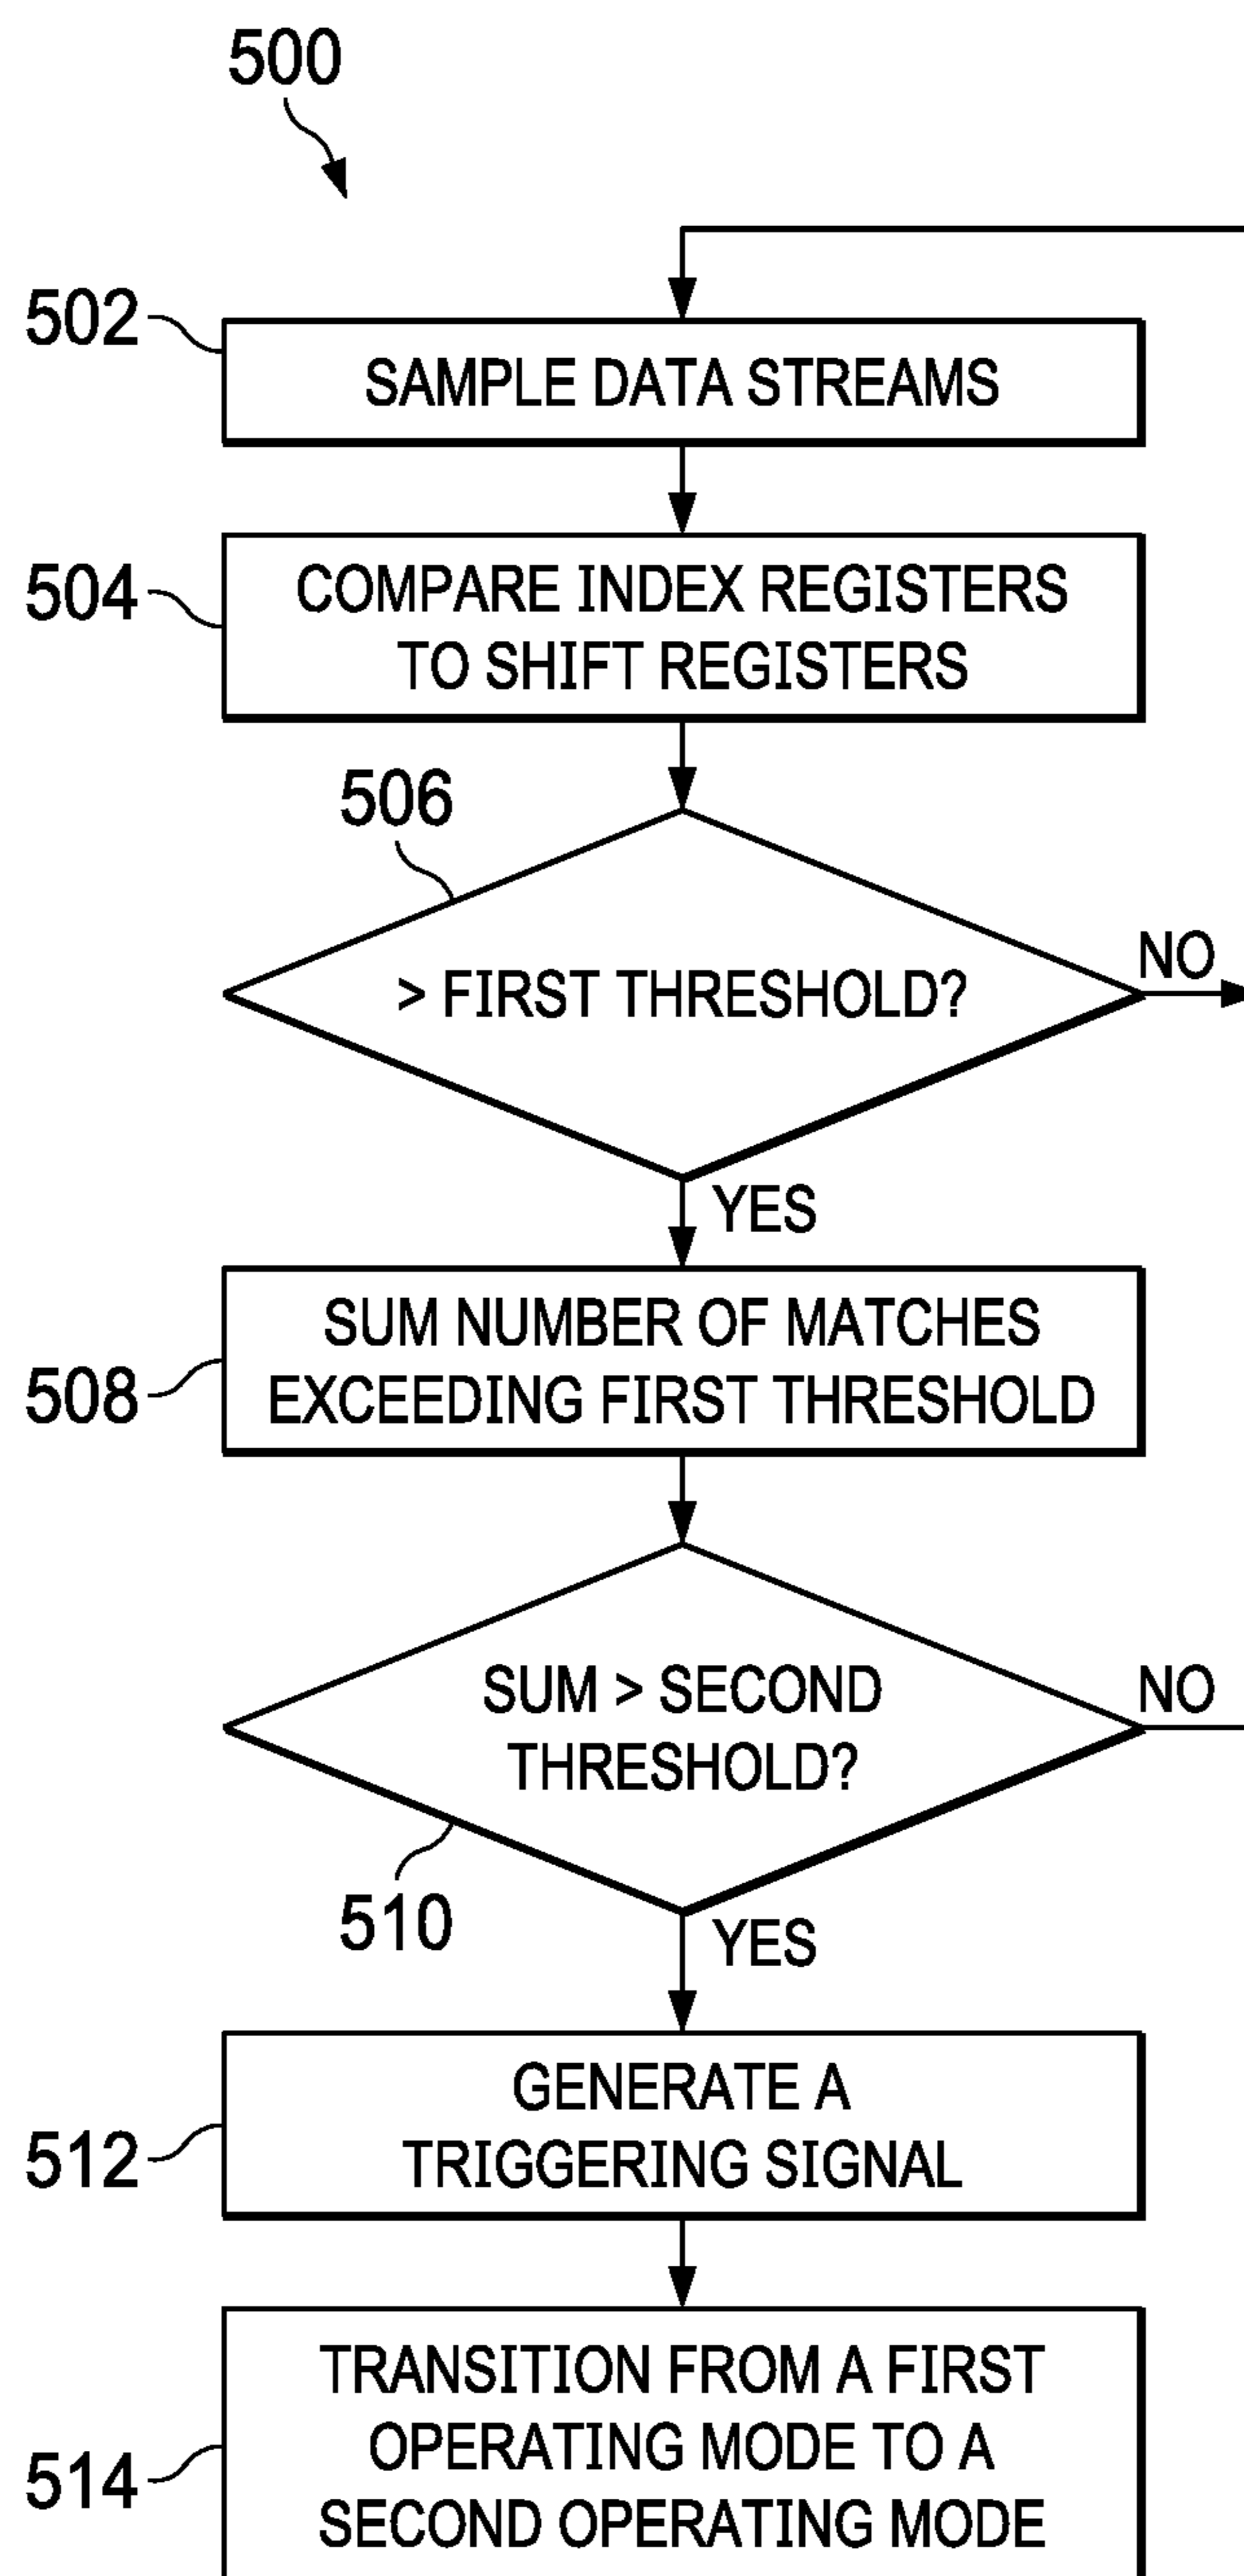 500
502
SAMPLE DATA STREAMS
504
COMPARE INDEX REGISTERS
TO SHIFT REGISTERS
506
> FIRST THRESHOLD?
NO
YES
508
SUM NUMBER OF MATCHES
EXCEEDING FIRST THRESHOLD
SUM > SECOND
THRESHOLD?
NO
510
YES
512
GENERATE A
TRIGGERING SIGNAL
514
TRANSITION FROM A FIRST
OPERATING MODE TO A
SECOND OPERATING MODE